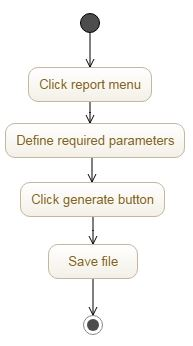 Click report menu
Define required parameters
Click generate button
Save file